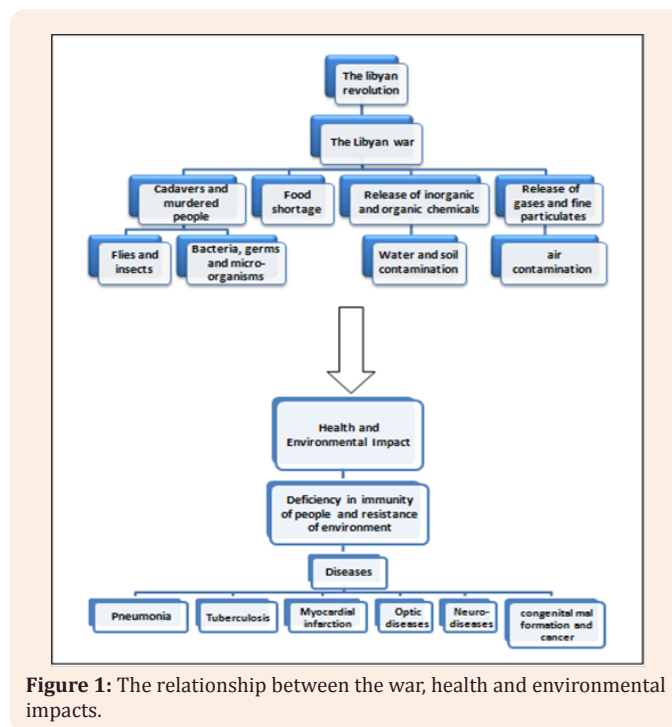 The libyan
revolution
The Libyan war
Cadavers and
murdered
people
Food
shortage
Release of inorganic
and organic chemicals
Release of
gases and fine
particulates
Flies and
insects
Bacteria, germs
and micro-
organisms
Water and soil
contamination
air
contamination
Health and
Environmental Impact
Deficiency in immunity
of people and resistance
of environment
Diseases
Pneumonia
Tuberculosis
Myocardial
infarction
Optic
diseases
Neuro-
diseases
congenital mal
formation and
cancer
Figure 1: The relationship between the war, health and environmental
impacts.